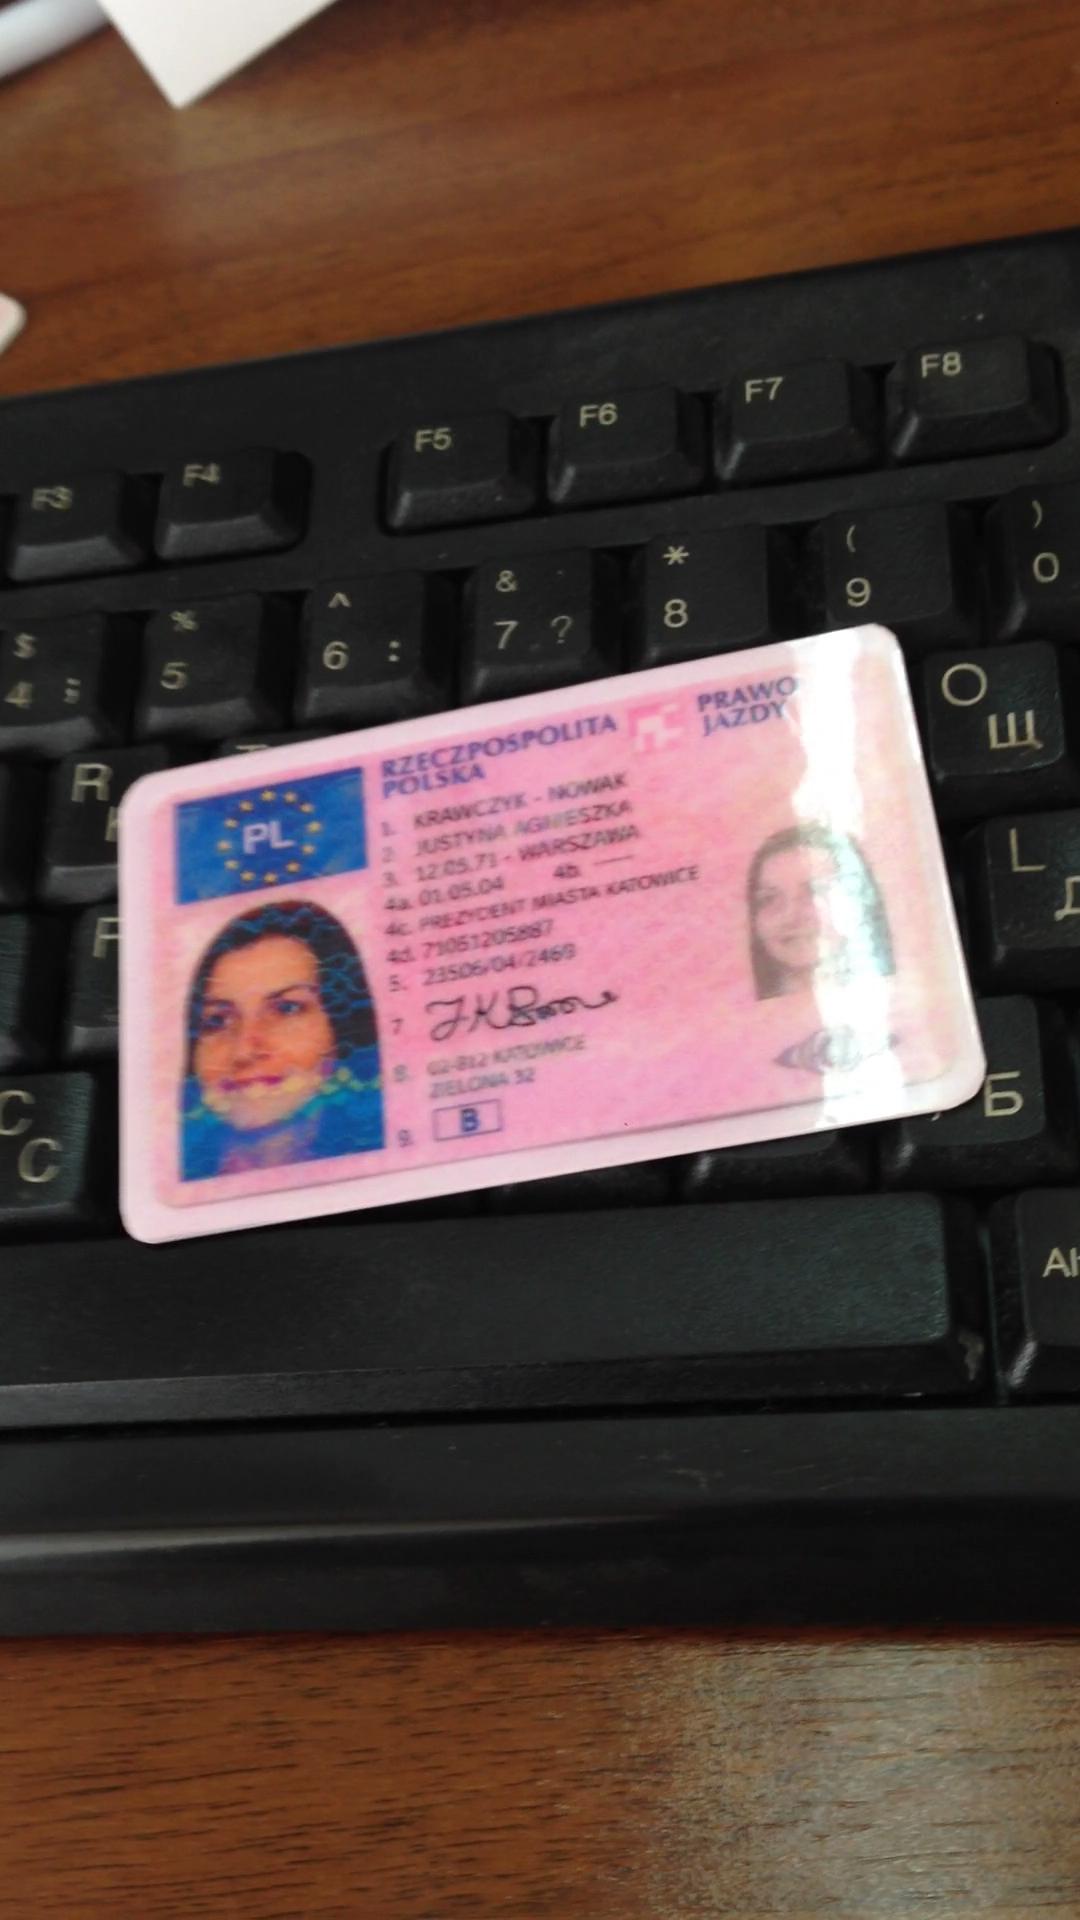 F3 F4 F5 F6 F7 F8
$ 4 ;
% 5
^ 6 :
& 7 ?
* 8
( 9
) 0
R
O Щ
L Д
F
C С
Б
PL
RZECZPOSPOLITA
POLSKA
PRAWO
JAZDY
1. KRAWCZYK - NOWAK
2. JUSTYNA AGNIESZKA
3. 12.05.71 - WARSZAWA
4a. 01.05.04 4b. ——
4c. PREZYDENT MIASTA KATOWICE
4d. 71051205887
5. 23506/04/2469
7
8. 02-812 KATOWICE
ZIELONA 32
9. B